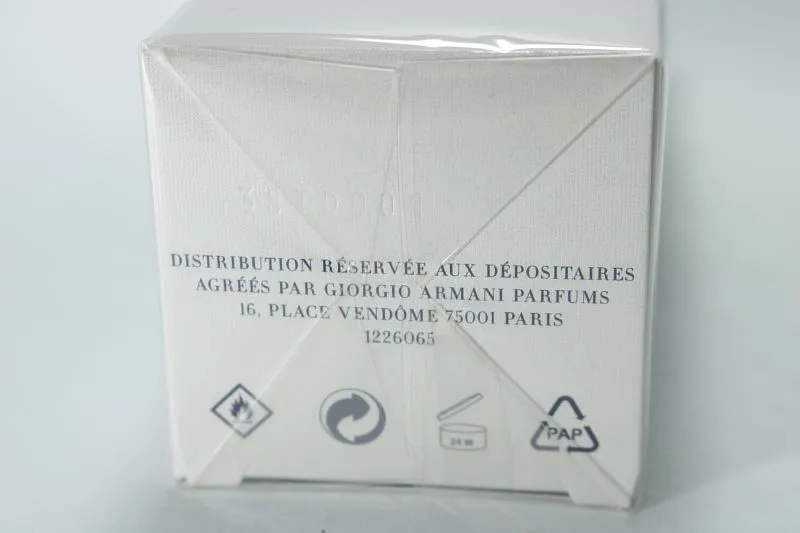 DISTRIBUTION RÉSERVÉE AUX DÉPOSITAIRES
AGRÉÉS PAR GIORGIO ARMANI PARFUMS
16, PLACE VENDÔME 75001 PARIS
1226065
24 M
PAP